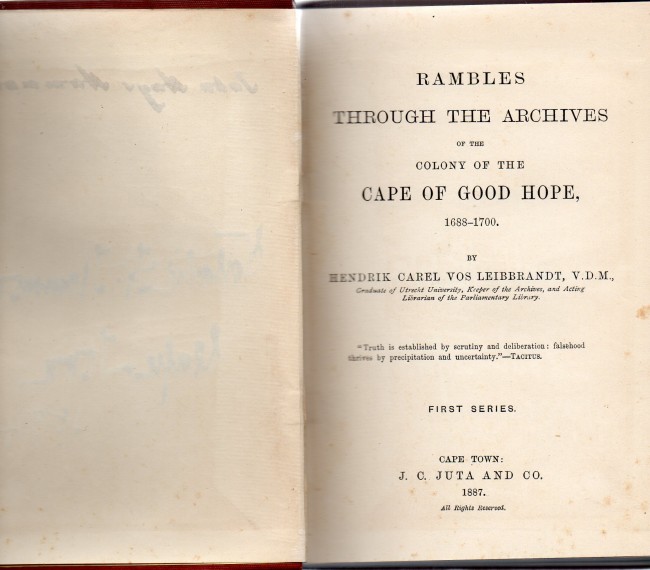 RAMBLES
THROUGH THE ARCHIVES
OF THE
COLONY OF THE
CAPE OF GOOD HOPE,
1688-1700.
BY
HENDRIK CAREL VOS LEIBBRANDT, V.D.M.,
Graduate of Utrecht University, Keeper of the Archives, and Acting
Librarian of the Parliamentary Library.
"Truth is established by scrutiny and deliberation: falsehood
thrives by precipitation and uncertainty."—TACITUS.
FIRST SERIES.
CAPE TOWN:
J. C. JUTA AND CO.
1887.
All Rights Reserved.